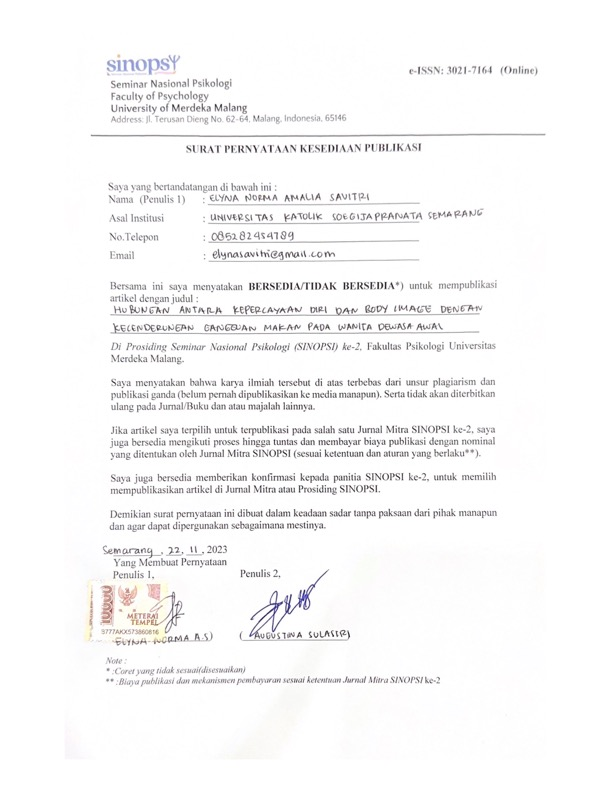 sinopsy
e-ISSN: 3021-7164 (Online)
Seminar Nasional Psikologi
Faculty of Psychology
University of Merdeka Malang
Address: Jl. Terusan Dieng No. 62-64, Malang, Indonesia, 65146
SURAT PERNYATAAN KESEDIAAN PUBLIKASI
Saya yang bertandatangan di bawah ini :
Nama (Penulis 1) : ELYNA NORMA AMALIA SAVITRI
Asal Institusi : UNIVERSITAS KATOLIK SOEGIJAPRANATA SEMARANG
No.Telepon : 085282454789
Email : elynasavitri@gmail.com
Bersama ini saya menyatakan BERSEDIA/TIDAK BERSEDIA*) untuk mempublikasi
artikel dengan judul :
HUBUNGAN ANTARA KEPERCAYAAN DIRI DAN BODY IMAGE DENGAN
KECENDERUNGAN GANGGUAN MAKAN PADA WANITA DEWASA AWAL
Di Prosiding Seminar Nasional Psikologi (SINOPSI) ke-2, Fakultas Psikologi Universitas
Merdeka Malang.
Saya menyatakan bahwa karya ilmiah tersebut di atas terbebas dari unsur plagiarism dan
publikasi ganda (belum pernah dipublikasikan ke media manapun). Serta tidak akan diterbitkan
ulang pada Jurnal/Buku dan atau majalah lainnya.
Jika artikel saya terpilih untuk terpublikasi pada salah satu Jurnal Mitra SINOPSI ke-2, saya
juga bersedia mengikuti proses hingga tuntas dan membayar biaya publikasi dengan nominal
yang ditentukan oleh Jurnal Mitra SINOPSI (sesuai ketentuan dan aturan yang berlaku**).
Saya juga bersedia memberikan konfirmasi kepada panitia SINOPSI ke-2, untuk memilih
mempublikasikan artikel di Jurnal Mitra atau Prosiding SINOPSI.
Demikian surat pernyataan ini dibuat dalam keadaan sadar tanpa paksaan dari pihak manapun
dan agar dapat dipergunakan sebagaimana mestinya.
Semarang, 22, 11, 2023
Yang Membuat Pernyataan
Penulis 1, Penulis 2,
10000
METERAI
TEMPEL
5777AKX573860816
ELYNA NORMA A.S) (AUGUSTINA SULASTRI)
Note :
* :Coret yang tidak sesuai(disesuaikan)
** :Biaya publikasi dan mekanismen pembayaran sesuai ketentuan Jurnal Mitra SINOPSI ke-2